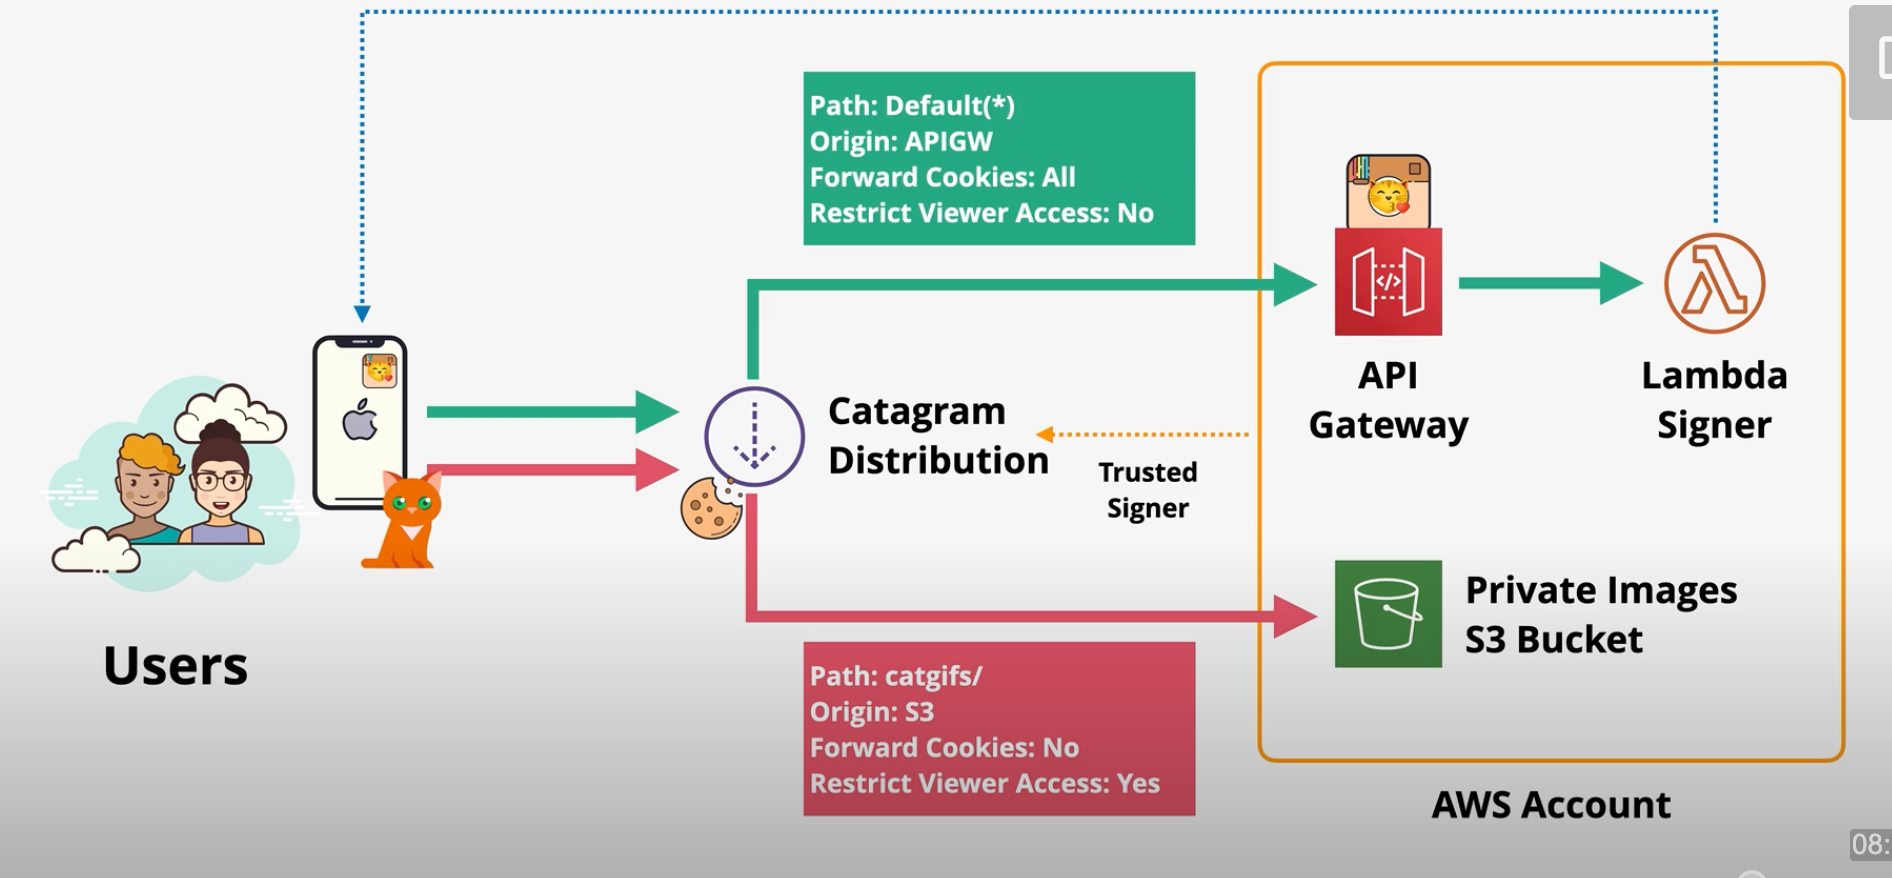 Path: Default(*)
Origin: APIGW
Forward Cookies: All
Restrict Viewer Access: No
API
Gateway
Lambda
Signer
Catagram
Distribution
Trusted
Signer
Users
Private Images
S3 Bucket
Path: catgifs/
Origin: S3
Forward Cookies: No
Restrict Viewer Access: Yes
AWS Account
08: